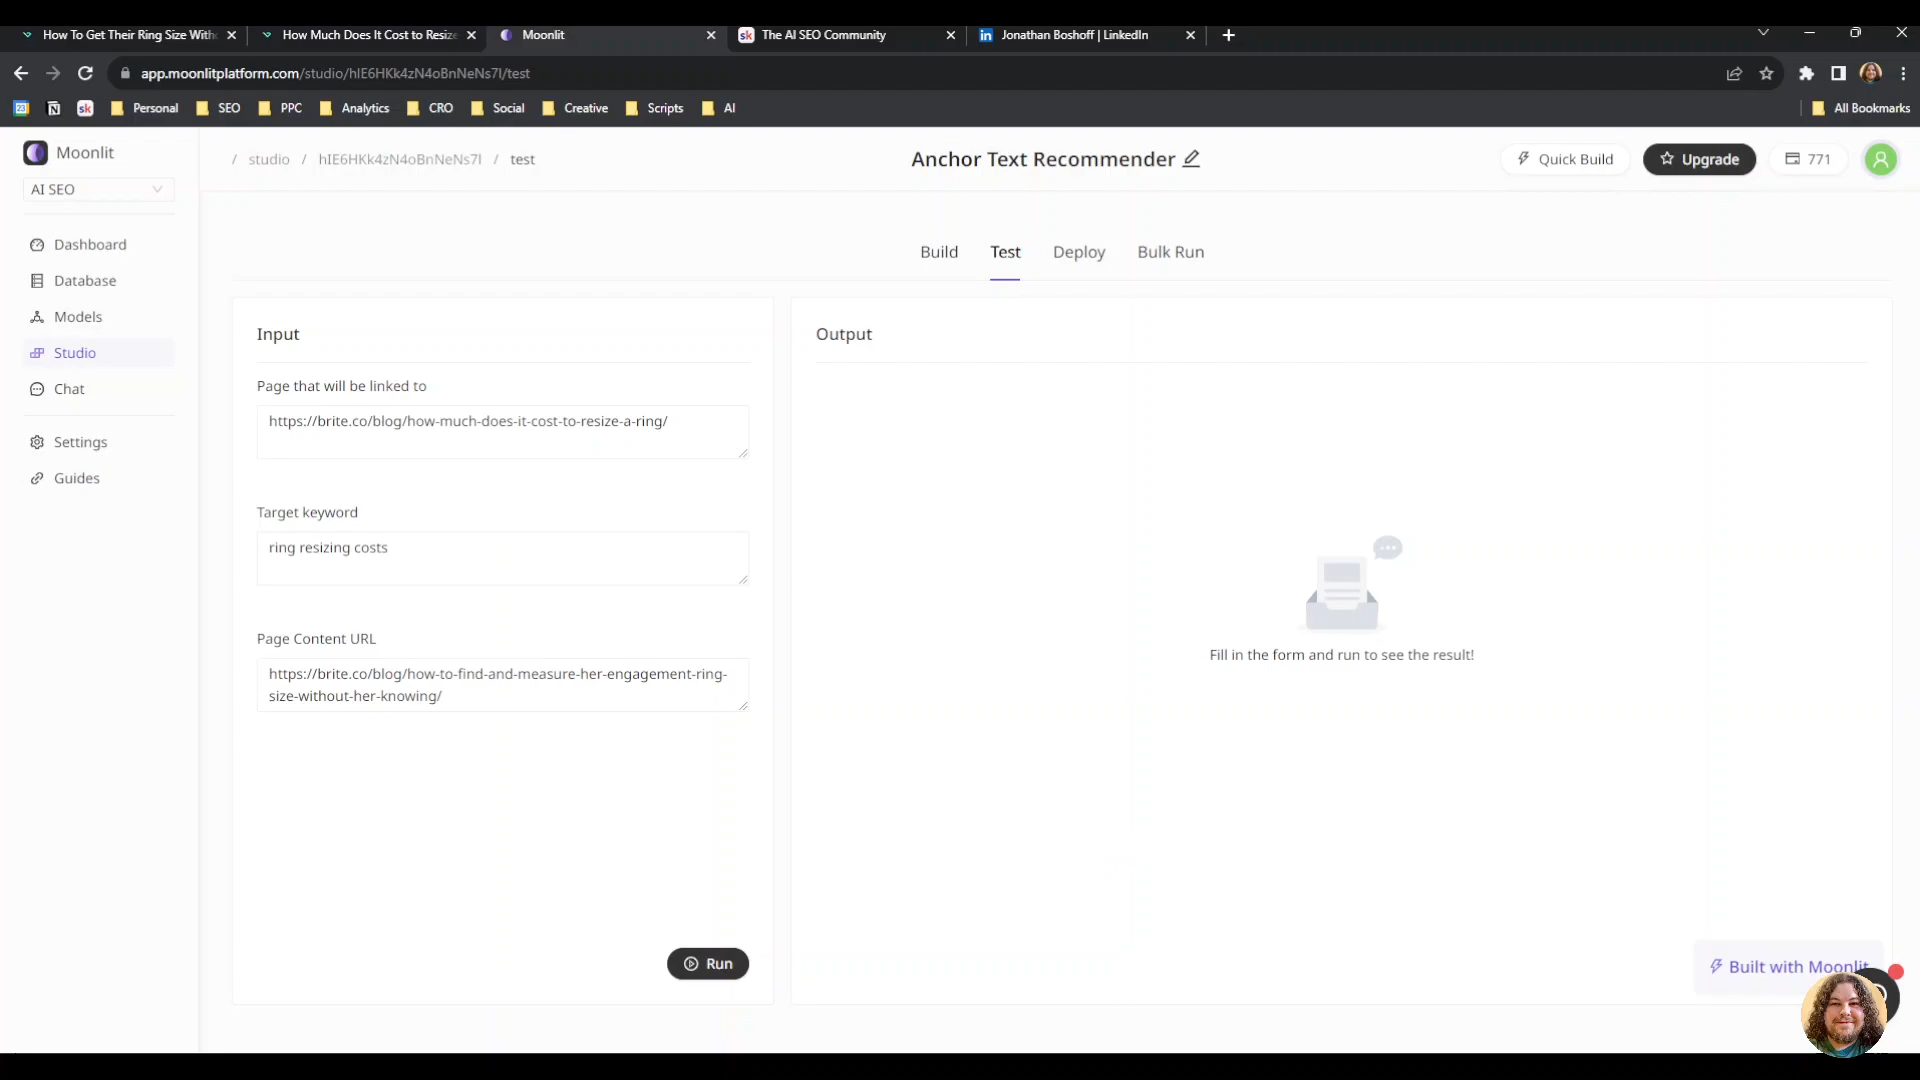 How To Get Their Ring Size With
How Much Does It Cost to Resize
Moonlit
sk The AI SEO Community
in Jonathan Boshoff | LinkedIn
app.moonlitplatform.com/studio/hIE6HKk4zN4oBnNeNs7l/test
23
sk
Personal
SEO
PPC
Analytics
CRO
Social
Creative
Scripts
AI
All Bookmarks
Moonlit
/ studio / hIE6HKk4zN4oBnNeNs7l / test
Anchor Text Recommender
Quick Build
Upgrade
771
AI SEO
Dashboard
Database
Models
Studio
Chat
Settings
Guides
Build
Test
Deploy
Bulk Run
Input
Page that will be linked to
https://brite.co/blog/how-much-does-it-cost-to-resize-a-ring/
Target keyword
ring resizing costs
Page Content URL
https://brite.co/blog/how-to-find-and-measure-her-engagement-ring-
size-without-her-knowing/
Run
Output
Fill in the form and run to see the result!
Built with Moonlit